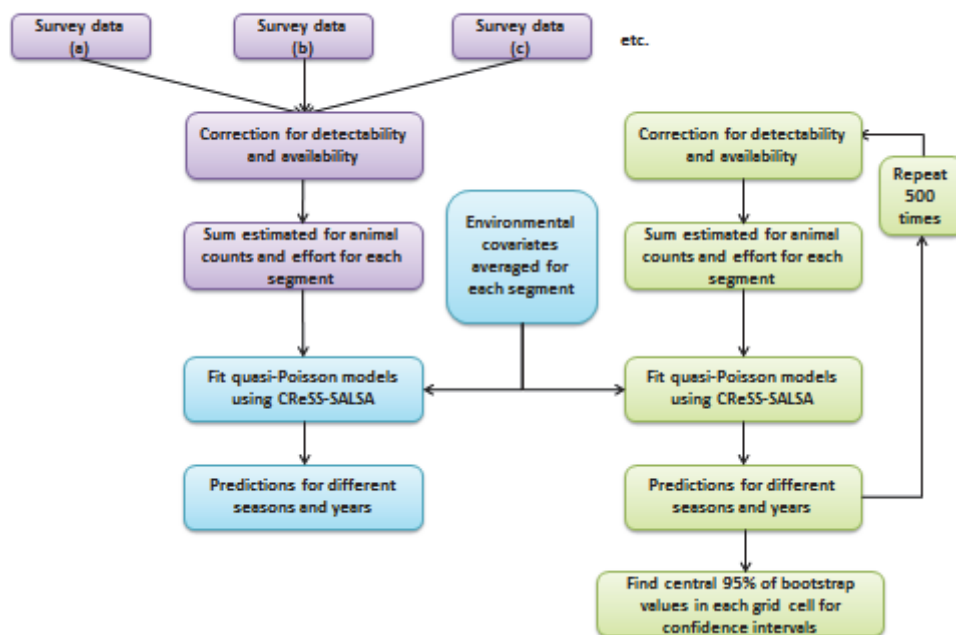 Survey data
(a)
Survey data
(b)
Survey data
(c)
etc.
Correction for detectability
and availability
Sum estimated for animal
counts and effort for each
segment
Fit quasi-Poisson models
using CReSS-SALSA
Predictions for different
seasons and years
Environmental
covariates
averaged for
each segment
Correction for detectability
and availability
Sum estimated for animal
counts and effort for each
segment
Fit quasi-Poisson models
using CReSS-SALSA
Predictions for different
seasons and years
Repeat
500
times
Find central 95% of bootstrap
values in each grid cell for
confidence intervals